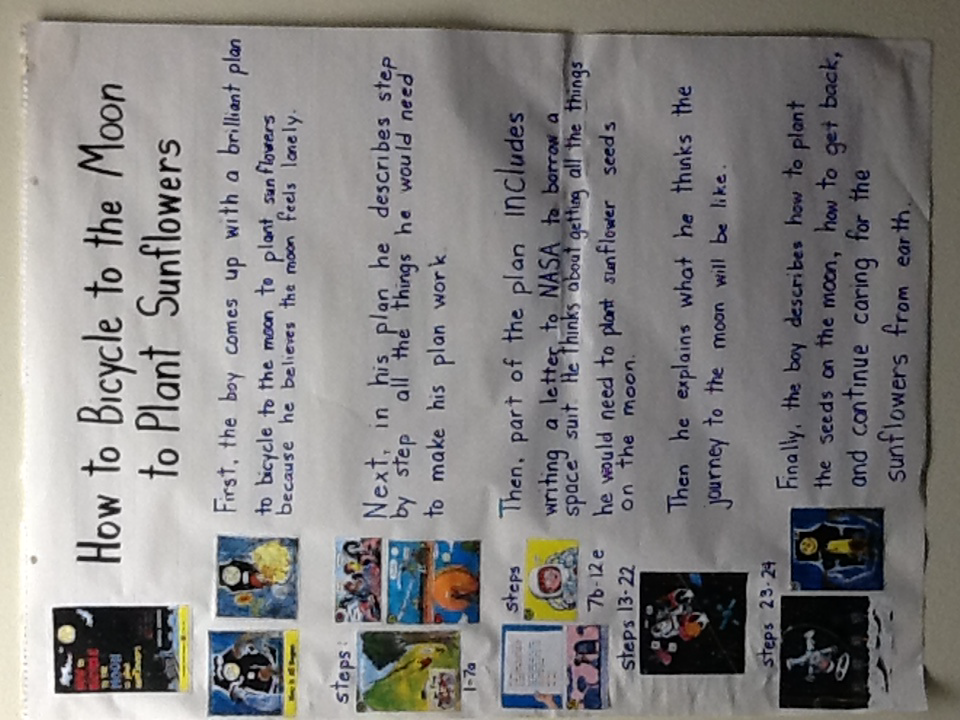 How to Bicycle to the Moon
to Plant Sunflowers
First, the boy comes up with a brilliant plan
to bicycle to the moon to plant sunflowers
because he believes the moon feels lonely.
steps:
1-7a
Next, in his plan he describes step
by step all the things he would need
to make his plan work.
steps
7b-12e
Then, part of the plan includes
writing a letter to NASA to borrow a
space suit. He thinks about getting all the things
he would need to plant sunflower seeds
on the moon.
steps 13-22
Then he explains what he thinks the
journey to the moon will be like.
steps 23-24
Finally, the boy describes how to plant
the seeds on the moon, how to get back,
and continue caring for the
sunflowers from earth.